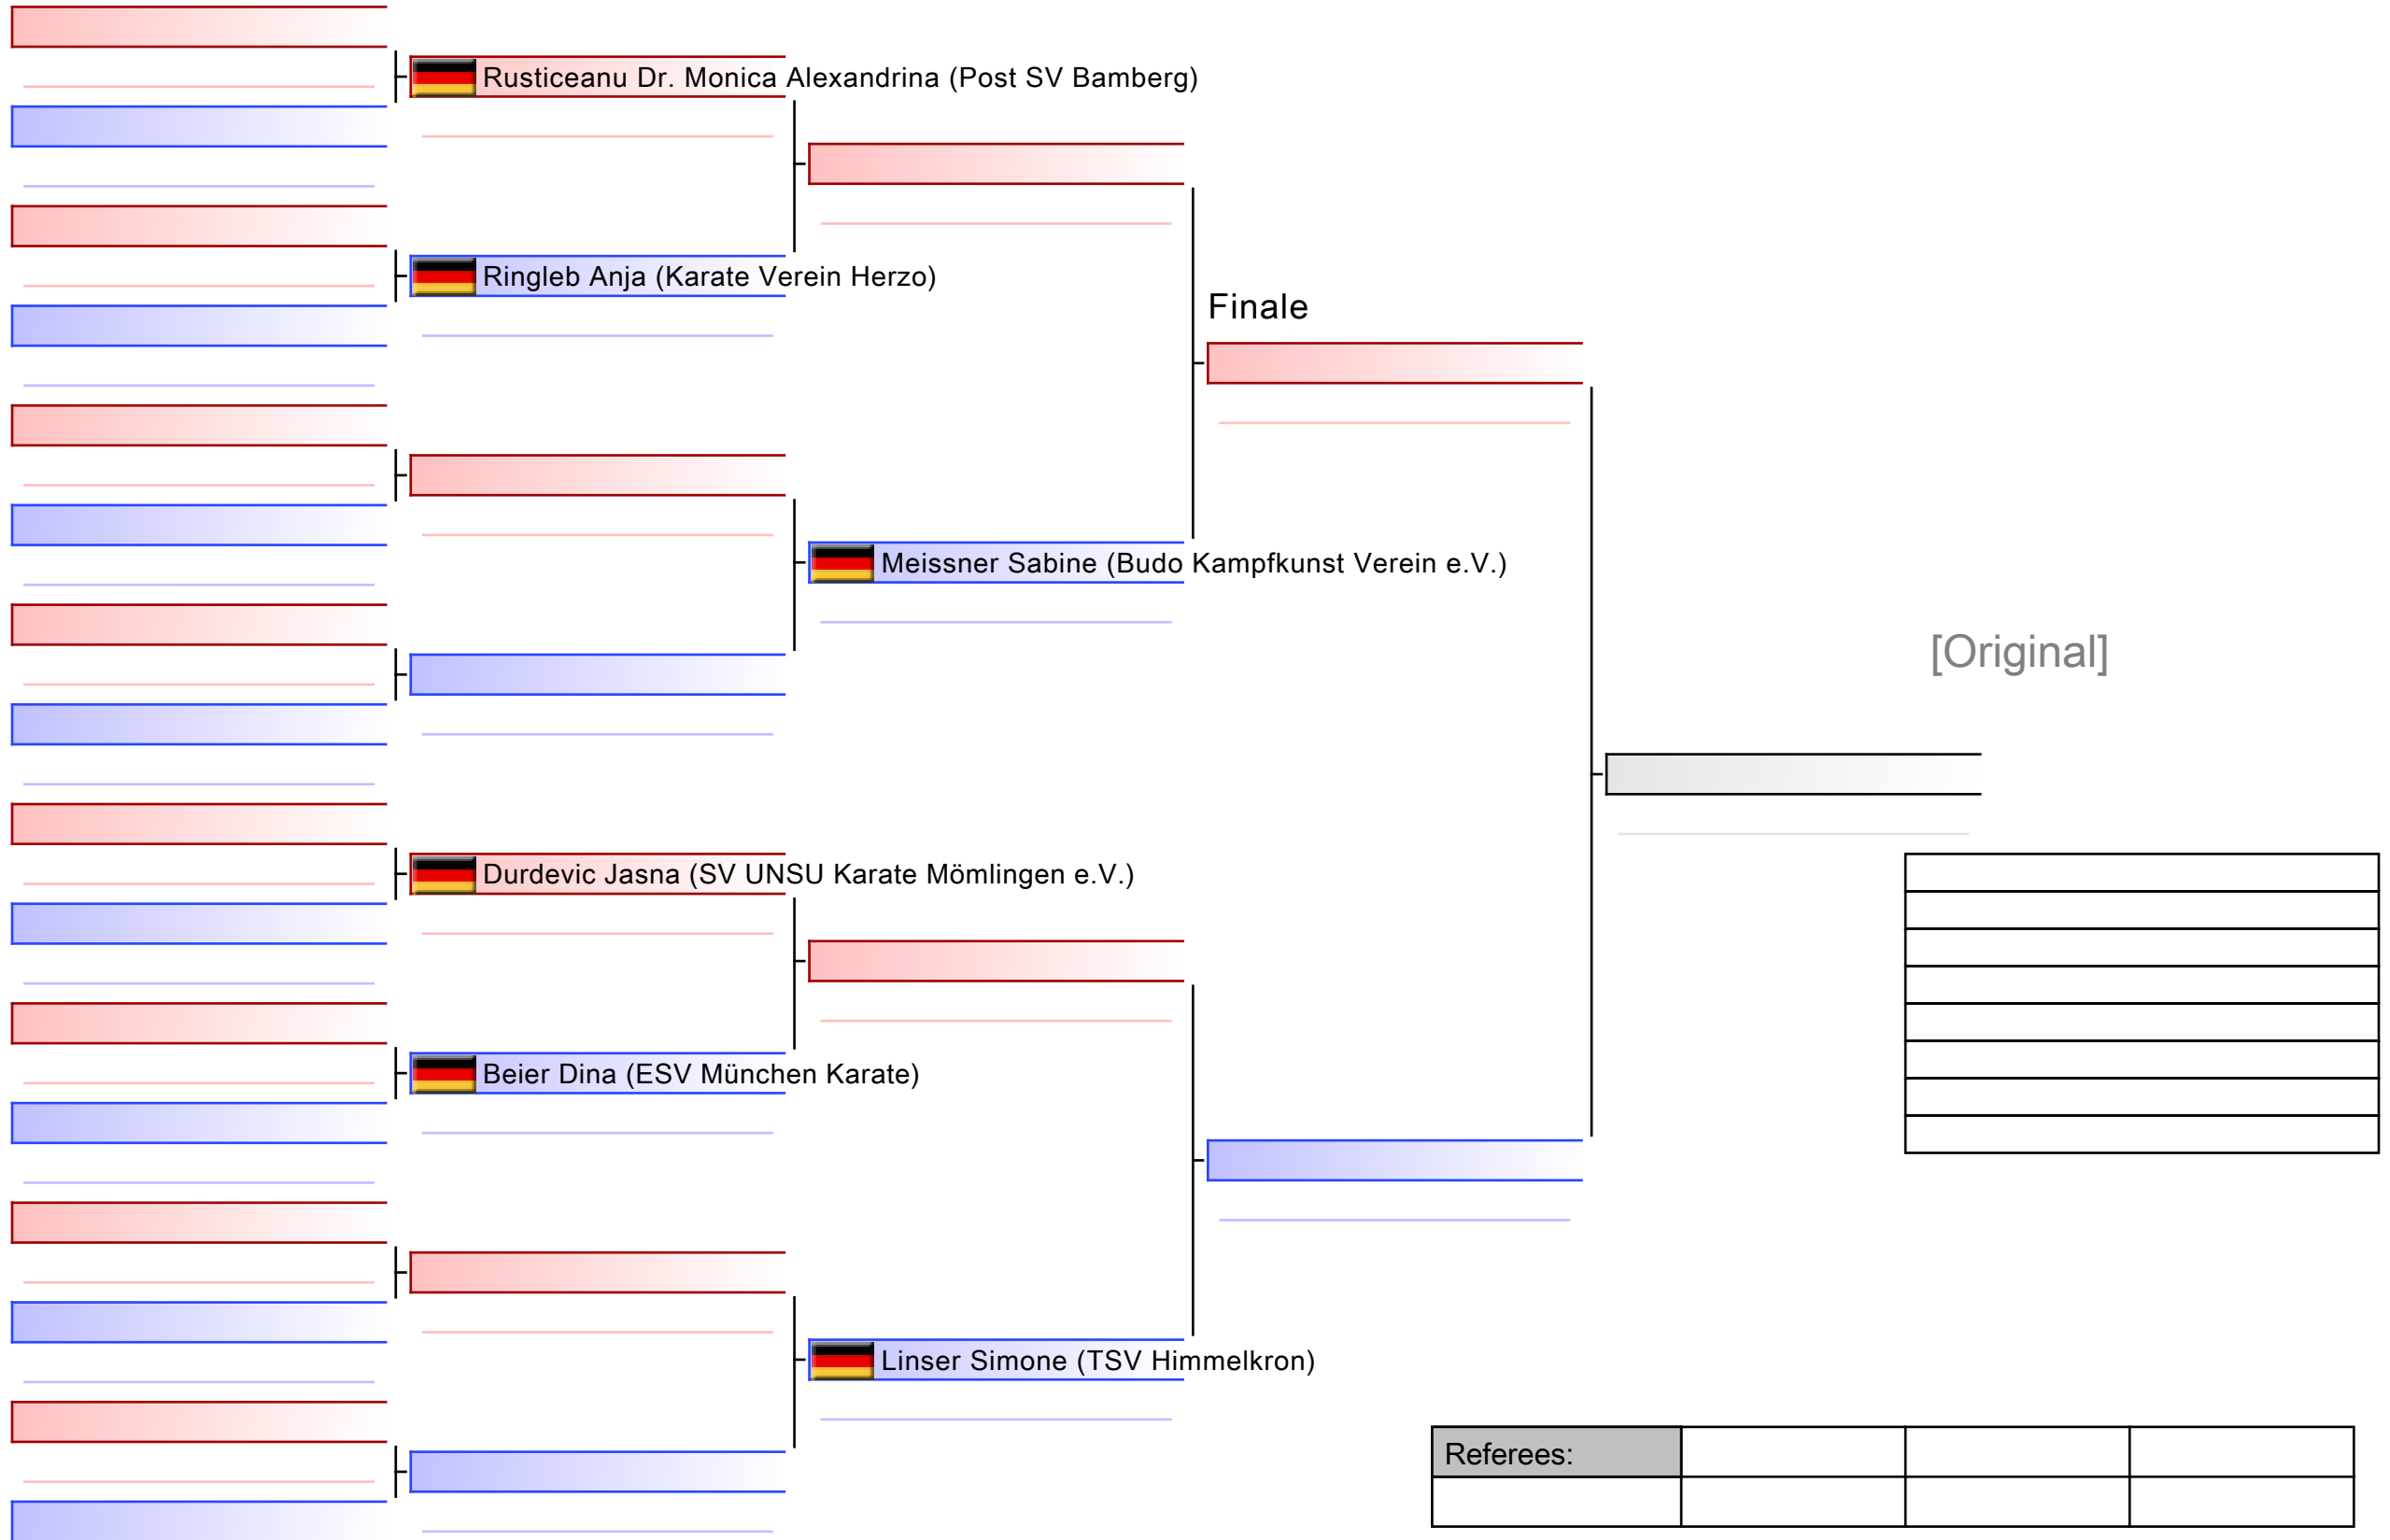 Rusticeanu Dr. Monica Alexandrina (Post SV Bamberg)
Ringleb Anja (Karate Verein Herzo)
Finale
Meissner Sabine (Budo Kampfkunst Verein e.V.)
[Original]
Durdevic Jasna (SV UNSU Karate Mömlingen e.V.)
Beier Dina (ESV München Karate)
Linser Simone (TSV Himmelkron)
Referees: